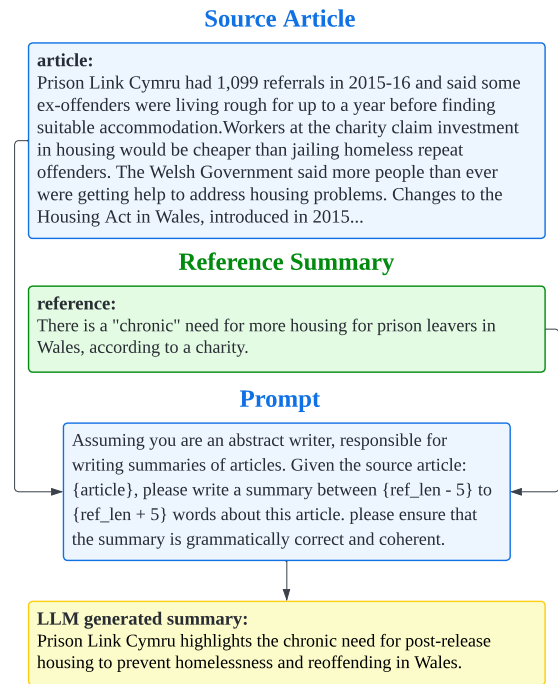 Source Article
article:
Prison Link Cymru had 1,099 referrals in 2015-16 and said some
ex-offenders were living rough for up to a year before finding
suitable accommodation.Workers at the charity claim investment
in housing would be cheaper than jailing homeless repeat
offenders. The Welsh Government said more people than ever
were getting help to address housing problems. Changes to the
Housing Act in Wales, introduced in 2015...
Reference Summary
reference:
There is a "chronic" need for more housing for prison leavers in
Wales, according to a charity.
Prompt
Assuming you are an abstract writer, responsible for
writing summaries of articles. Given the source article:
{article}, please write a summary between {ref_len - 5} to
{ref_len + 5} words about this article. please ensure that
the summary is grammatically correct and coherent.
LLM generated summary:
Prison Link Cymru highlights the chronic need for post-release
housing to prevent homelessness and reoffending in Wales.